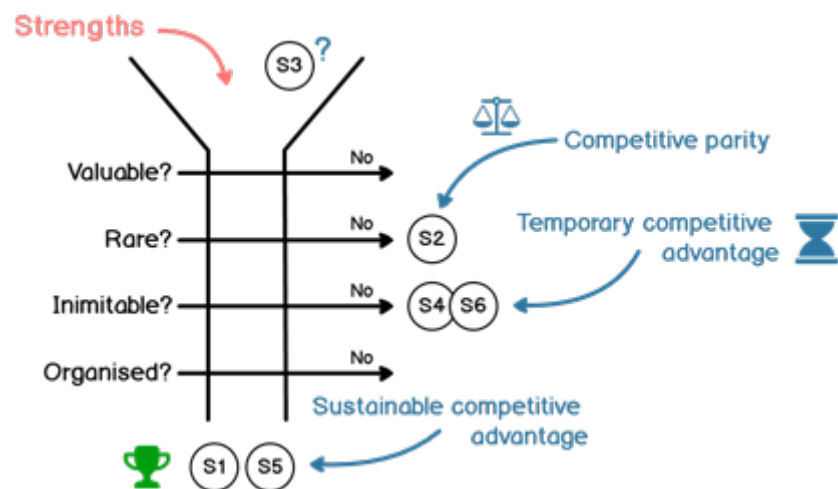 Strengths
S3 ?
Competitive parity
Valuable? No
Rare? No S2
Temporary competitive
advantage
Inimitable? No S4 S6
Organised? No
Sustainable competitive
advantage
S1 S5